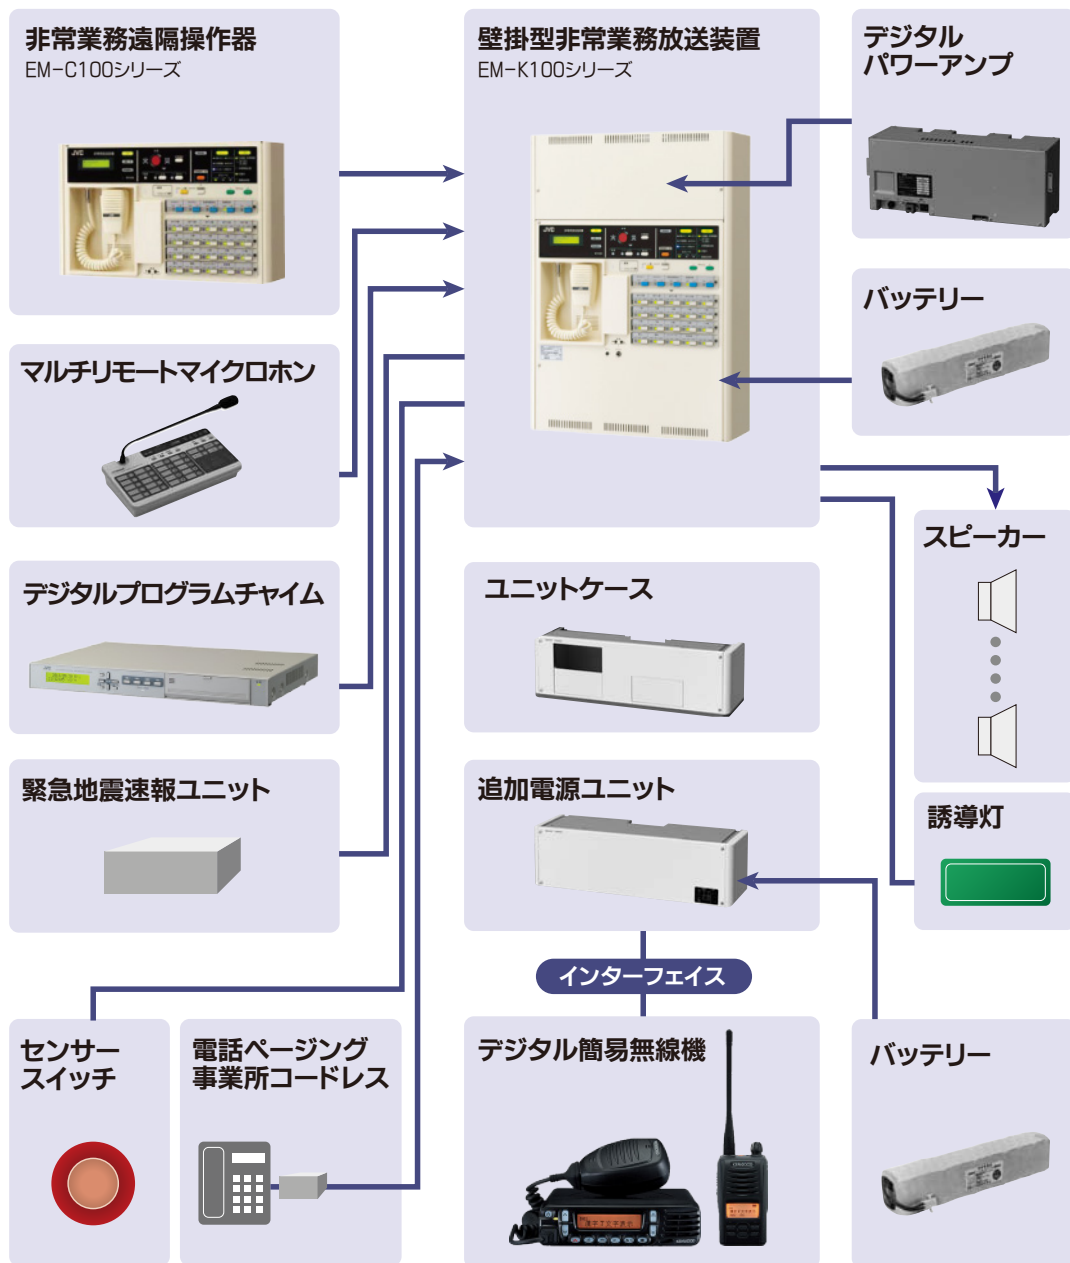 非常業務遠隔操作器
EM-C100シリーズ
壁掛型非常業務放送装置
EM-K100シリーズ
デジタル
パワーアンプ
JVC
JVC
バッテリー
マルチリモートマイクロホン
スピーカー
デジタルプログラムチャイム
ユニットケース
緊急地震速報ユニット
追加電源ユニット
誘導灯
インターフェイス
センサー
スイッチ
電話ページング
事業所コードレス
デジタル簡易無線機
バッテリー
KENWOOD